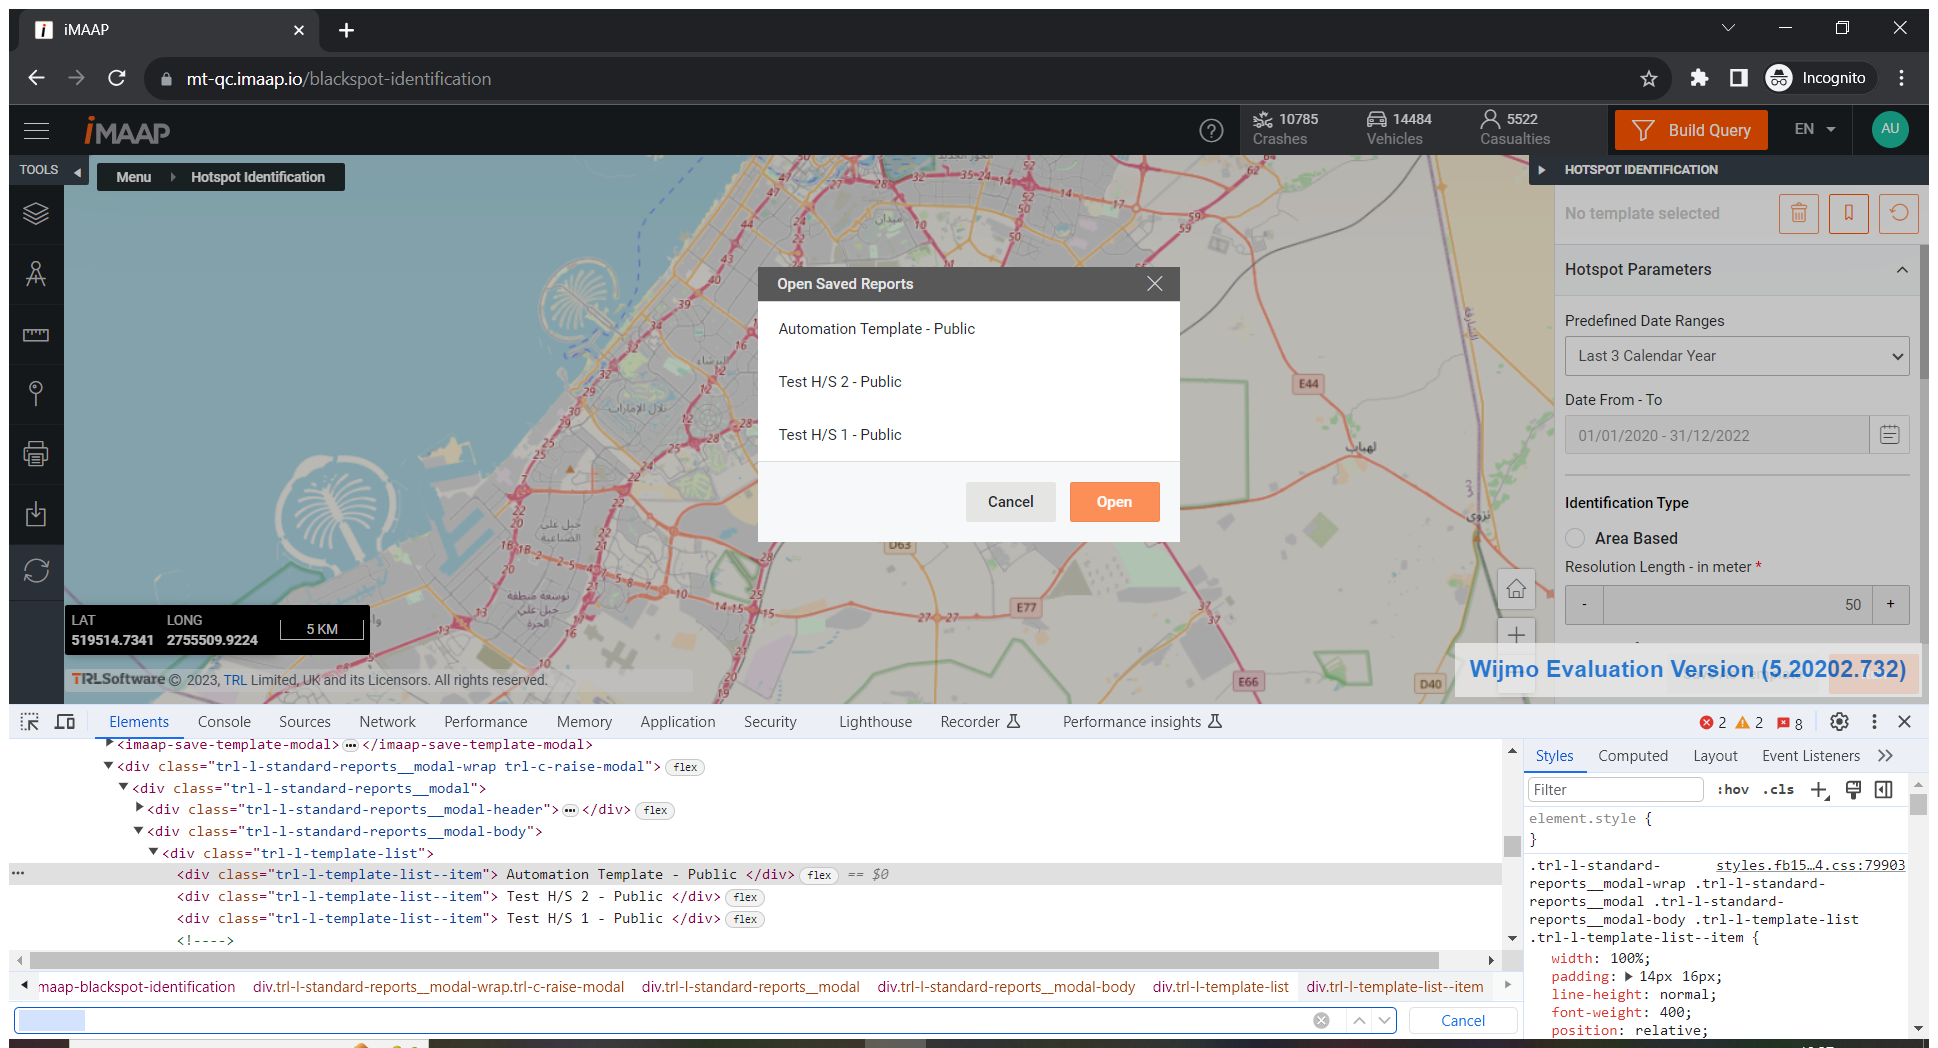 iMAAP
mt-qc.imaap.io/blackspot-identification
Incognito
iMAAP
10785
Crashes
14484
Vehicles
5522
Casualties
Build Query
EN
AU
TOOLS
Menu
Hotspot Identification
HOTSPOT IDENTIFICATION
No template selected
Hotspot Parameters
Predefined Date Ranges
Last 3 Calendar Year
Date From - To
01/01/2020 - 31/12/2022
Identification Type
Area Based
Resolution Length - in meter *
- 50 +
Open Saved Reports
Automation Template - Public
Test H/S 2 - Public
Test H/S 1 - Public
Cancel
Open
E44
لهباب
نزوى
D63
E77
E66
D40
LAT LONG
519514.7341 2755509.9224
5 KM
TRLSoftware © 2023, TRL Limited, UK and its Licensors. All rights reserved.
Wijmo Evaluation Version (5.20202.732)
Elements Console Sources Network Performance Memory Application Security Lighthouse Recorder Performance insights
2 2 8
<imaap-save-template-modal> ••• </imaap-save-template-modal>
<div class="trl-l-standard-reports__modal-wrap trl-c-raise-modal"> flex
<div class="trl-l-standard-reports__modal">
<div class="trl-l-standard-reports__modal-header"> ••• </div> flex
<div class="trl-l-standard-reports__modal-body">
<div class="trl-l-template-list">
<div class="trl-l-template-list--item"> Automation Template - Public </div> flex == $0
<div class="trl-l-template-list--item"> Test H/S 2 - Public </div> flex
<div class="trl-l-template-list--item"> Test H/S 1 - Public </div> flex
<!---->
maap-blackspot-identification div.trl-l-standard-reports__modal-wrap.trl-c-raise-modal div.trl-l-standard-reports__modal div.trl-l-standard-reports__modal-body div.trl-l-template-list div.trl-l-template-list--item
Cancel
Styles Computed Layout Event Listeners
Filter :hov .cls
element.style {
}
.trl-l-standard- styles.fb15…4.css:79903
reports__modal-wrap .trl-l-standard-
reports__modal .trl-l-standard-
reports__modal-body .trl-l-template-list
.trl-l-template-list--item {
width: 100%;
padding: 14px 16px;
line-height: normal;
font-weight: 400;
position: relative;